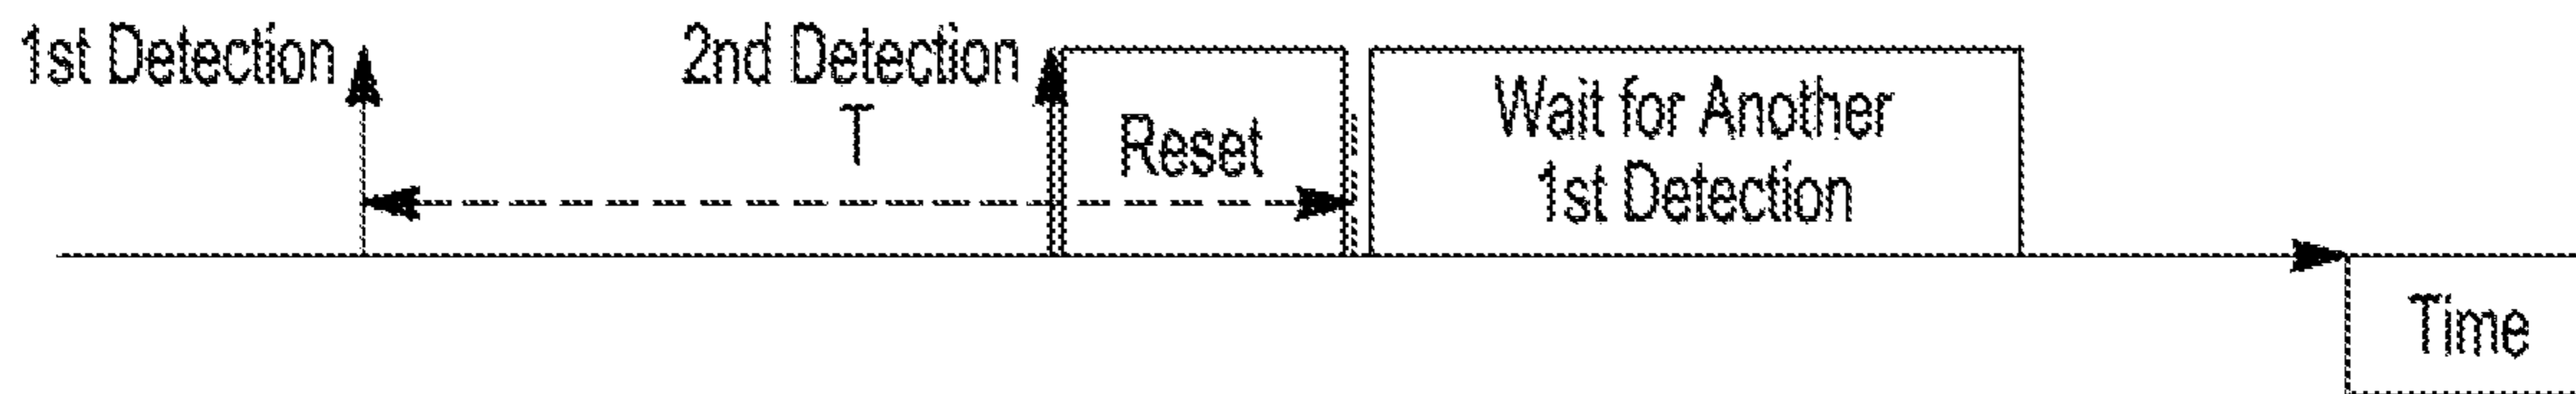 1st Detection
2nd Detection
T
Reset
Wait for Another
1st Detection
Time